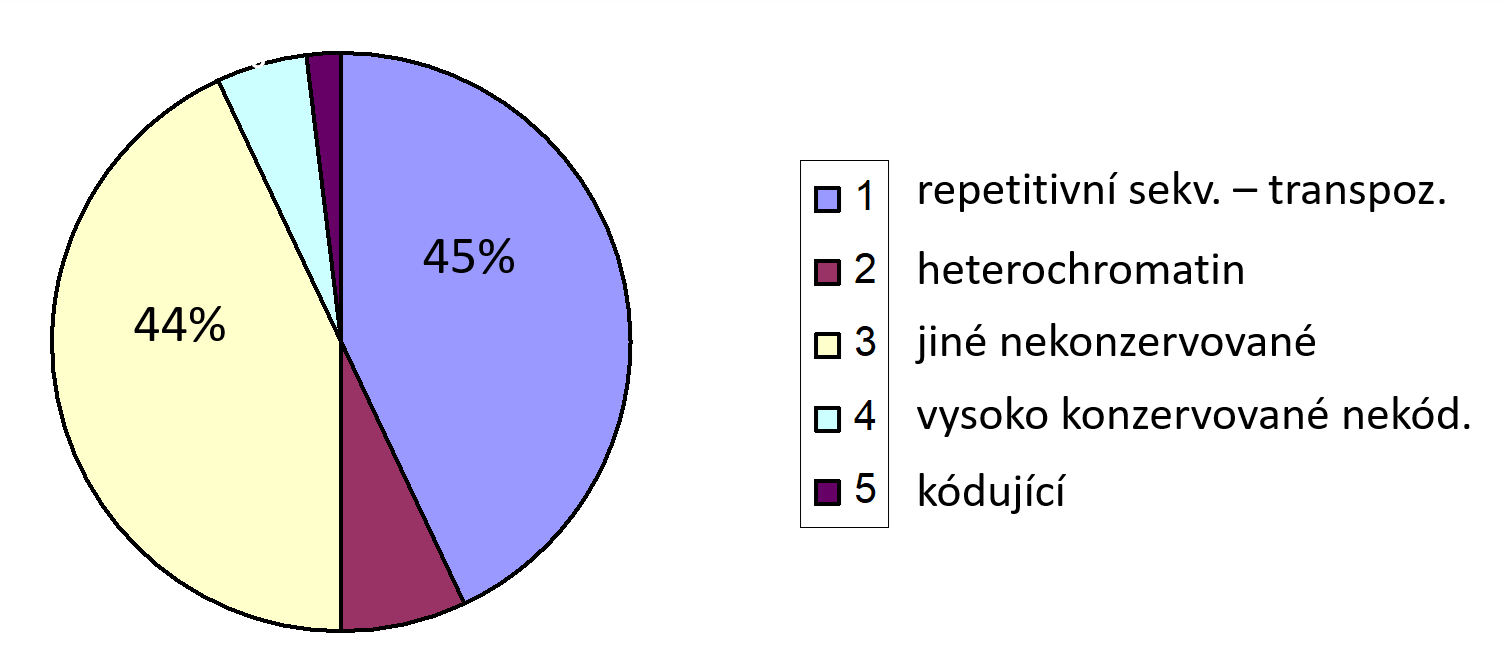 45%
44%
1 repetitivní sekv. – transpoz.
2 heterochromatin
3 jiné nekonzervované
4 vysoko konzervované nekód.
5 kódující